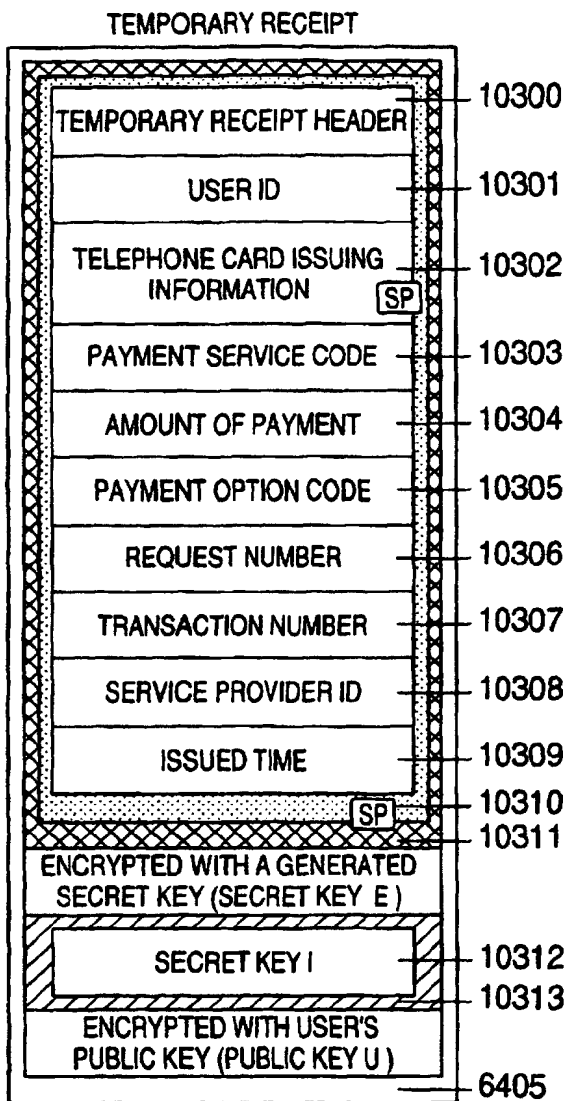 TEMPORARY RECEIPT
10300
TEMPORARY RECEIPT HEADER
USER ID
10301
TELEPHONE CARD ISSUING
10302
INFORMATION
SP
PAYMENT SERVICE CODE
10303
AMOUNT OF PAYMENT
10304
PAYMENT OPTION CODE
10305
REQUEST NUMBER
10306
TRANSACTION NUMBER
10307
SERVICE PROVIDER ID
10308
ISSUED TIME
10309
SP
10310
10311
ENCRYPTED WITH A GENERATED
SECRET KEY (SECRET KEY E )
SECRET KEY I
10312
10313
ENCRYPTED WITH USER'S
PUBLIC KEY (PUBLIC KEY U )
6405